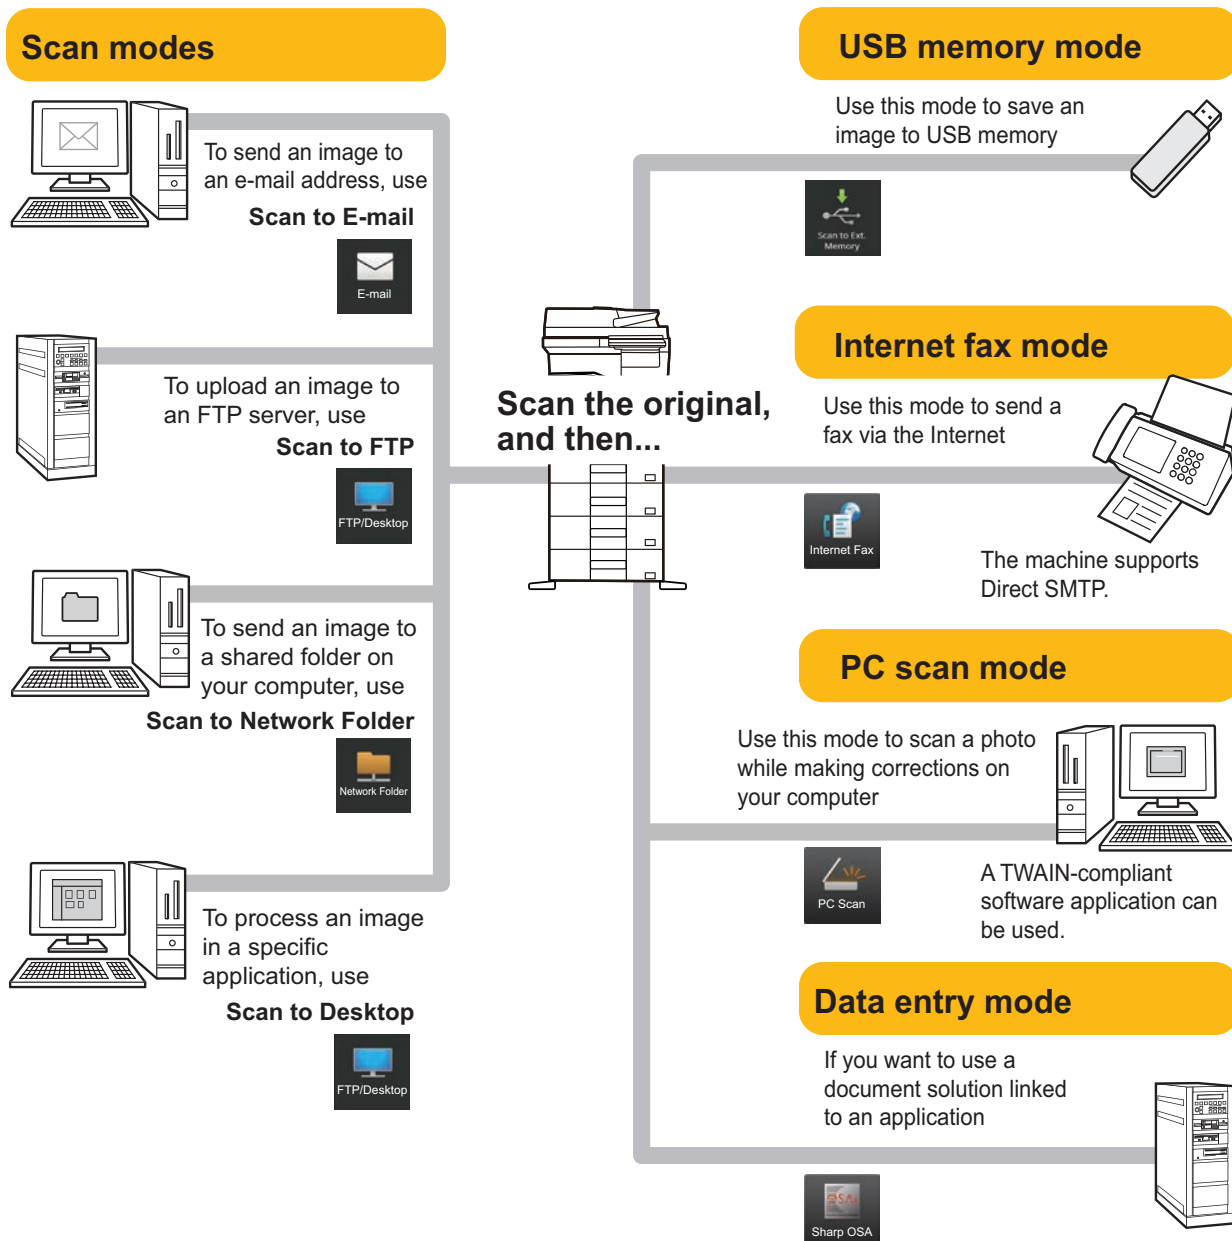 Scan modes
To send an image to
an e-mail address, use
Scan to E-mail
E-mail
To upload an image to
an FTP server, use
Scan to FTP
FTP/Desktop
To send an image to
a shared folder on
your computer, use
Scan to Network Folder
Network Folder
To process an image
in a specific
application, use
Scan to Desktop
FTP/Desktop
Scan the original,
and then...
USB memory mode
Use this mode to save an
image to USB memory
Scan to Ext.
Memory
Internet fax mode
Use this mode to send a
fax via the Internet
Internet Fax
The machine supports
Direct SMTP.
PC scan mode
Use this mode to scan a photo
while making corrections on
your computer
PC Scan
A TWAIN-compliant
software application can
be used.
Data entry mode
If you want to use a
document solution linked
to an application
OSA
Sharp OSA